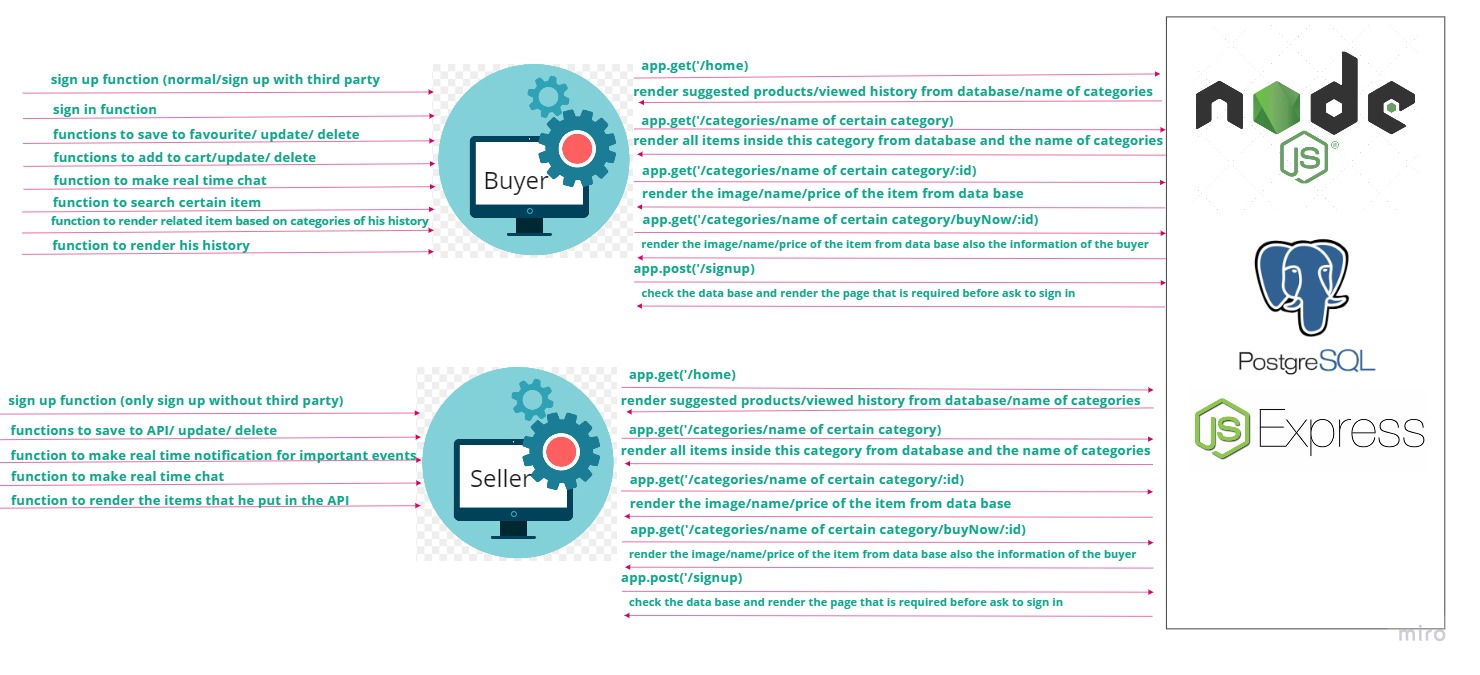 sign up function (normal/sign up with third party
sign in function
functions to save to favourite/ update/ delete
functions to add to cart/update/ delete
function to make real time chat
function to search certain item
function to render related item based on categories of his history
function to render his history
Buyer
app.get('/home)
render suggested products/viewed history from database/name of categories
app.get('/categories/name of certain category)
render all items inside this category from database and the name of categories
app.get('/categories/name of certain category/:id)
render the image/name/price of the item from data base
app.get('/categories/name of certain category/buyNow/:id)
render the image/name/price of the item from data base also the information of the buyer
app.post('/signup)
check the data base and render the page that is required before ask to sign in
sign up function (only sign up without third party)
functions to save to API/ update/ delete
function to make real time notification for important events
function to make real time chat
function to render the items that he put in the API
Seller
app.get('/home)
render suggested products/viewed history from database/name of categories
app.get('/categories/name of certain category)
render all items inside this category from database and the name of categories
app.get('/categories/name of certain category/:id)
render the image/name/price of the item from data base
app.get('/categories/name of certain category/buyNow/:id)
render the image/name/price of the item from data base also the information of the buyer
app.post('/signup)
check the data base and render the page that is required before ask to sign in
node
JS®
PostgreSQL
JS Express
miro